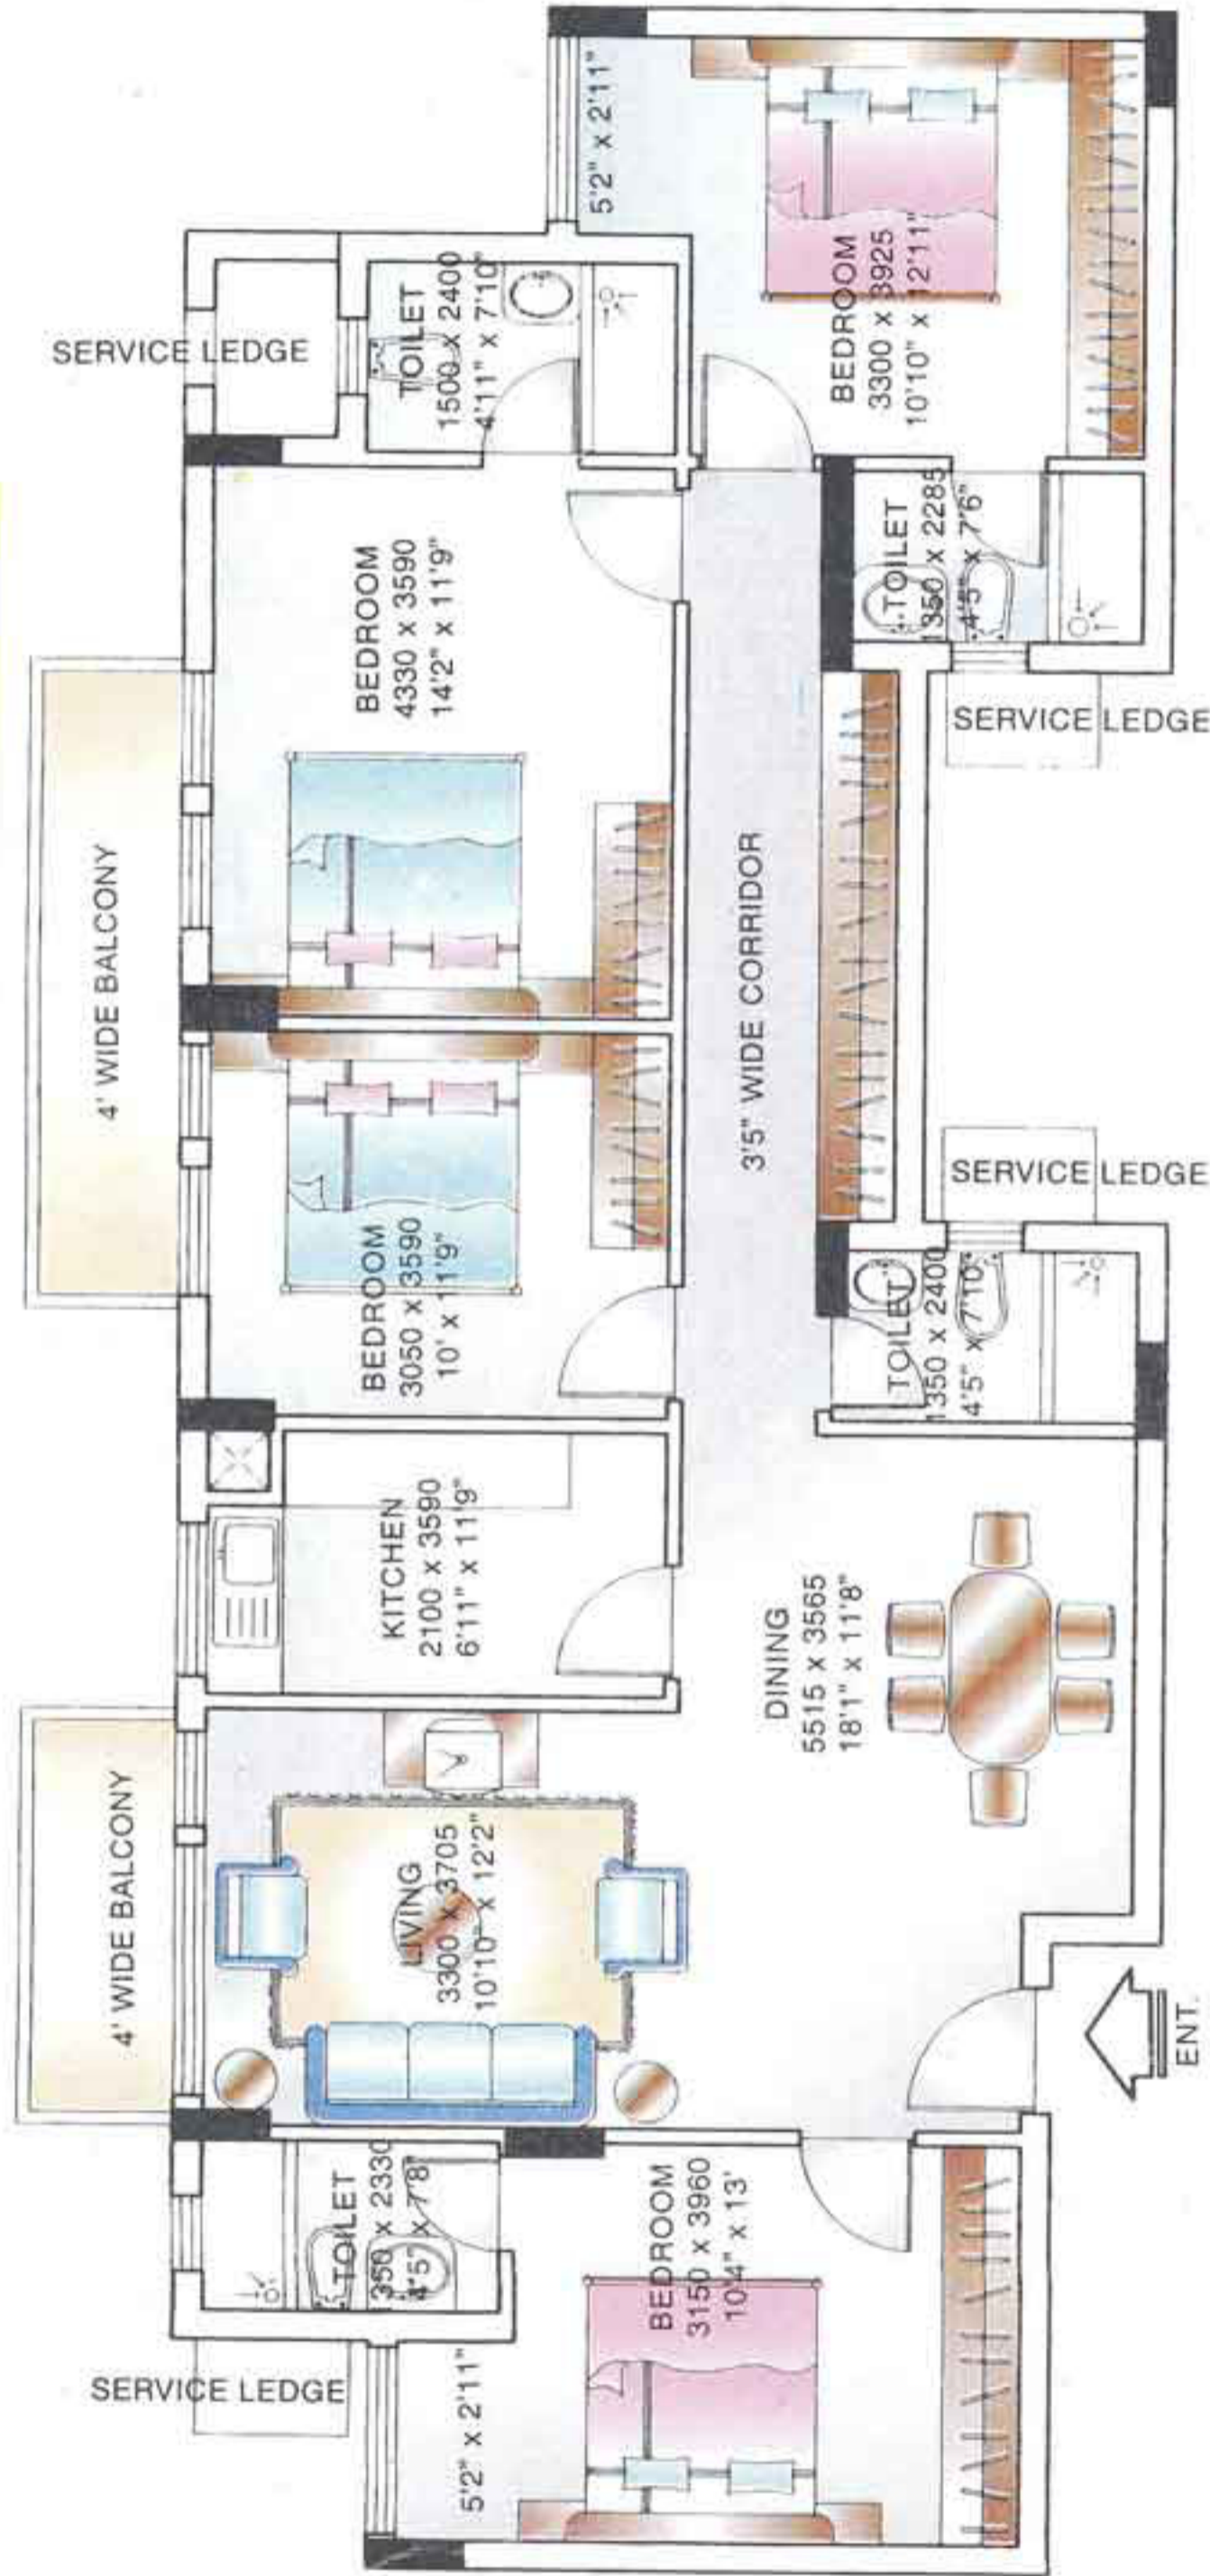 5'2" x 2'11"
SERVICE LEDGE
TOILET
1500 x 2400
4'11" x 7'10"
BEDROOM
3300 x 3925
10'10" x 12'11"
BEDROOM
4330 x 3590
14'2" x 11'9"
TOILET
1350 x 2285
4'5" x 7'6"
SERVICE LEDGE
4' WIDE BALCONY
3'5" WIDE CORRIDOR
SERVICE LEDGE
BEDROOM
3050 x 3590
10' x 11'9"
TOILET
1350 x 2400
4'5" x 7'10"
KITCHEN
2100 x 3590
6'11" x 11'9"
DINING
5515 x 3565
18'1" x 11'8"
4' WIDE BALCONY
LIVING
3300 x 3705
10'10" x 12'2"
ENT.
TOILET
350 x 2330
4'5" x 7'8"
BEDROOM
3150 x 3960
10'4" x 13'
SERVICE LEDGE
5'2" x 2'11"